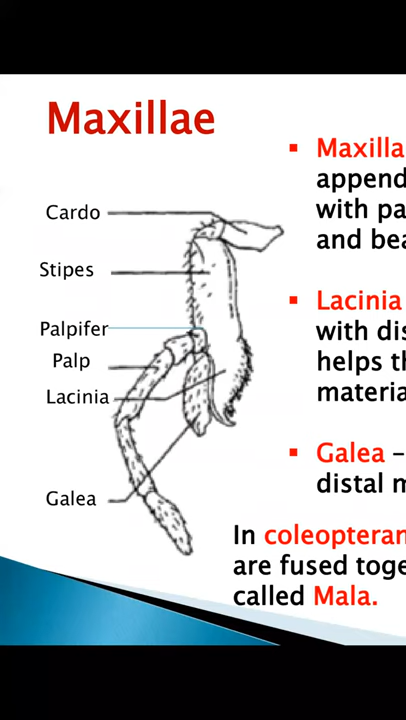 Maxillae
Cardo
Stipes
Palpifer
Palp
Lacinia
Galea
▪ Maxilla
append
with pa
and bea
▪ Lacinia
with dis
helps th
materia
▪ Galea –
distal m
In coleopteran
are fused toge
called Mala.